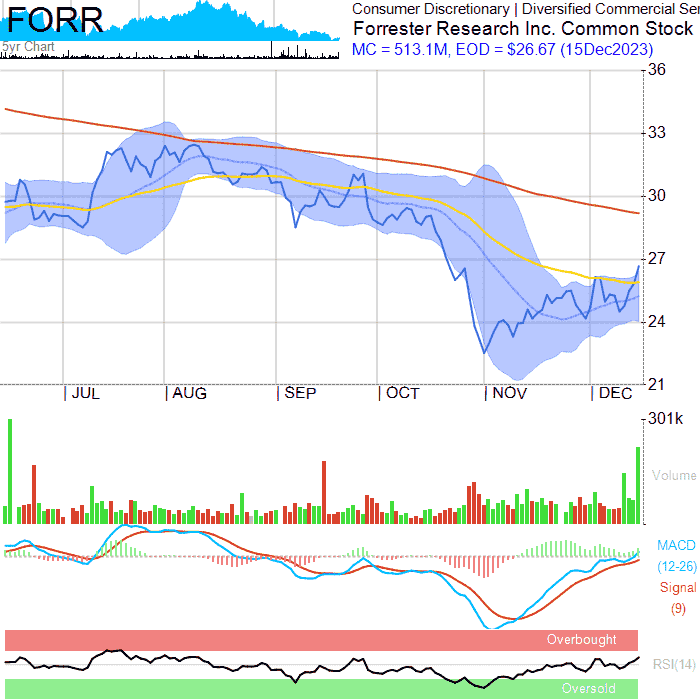 FORR
5yr Chart
Consumer Discretionary | Diversified Commercial Ser
Forrester Research Inc. Common Stock
MC = 513.1M, EOD = $26.67 (15Dec2023)
36
33
30
27
24
21
JUL AUG SEP OCT NOV DEC
301k
Volume
MACD
(12-26)
Signal
(9)
Overbought
RSI(14)
Oversold